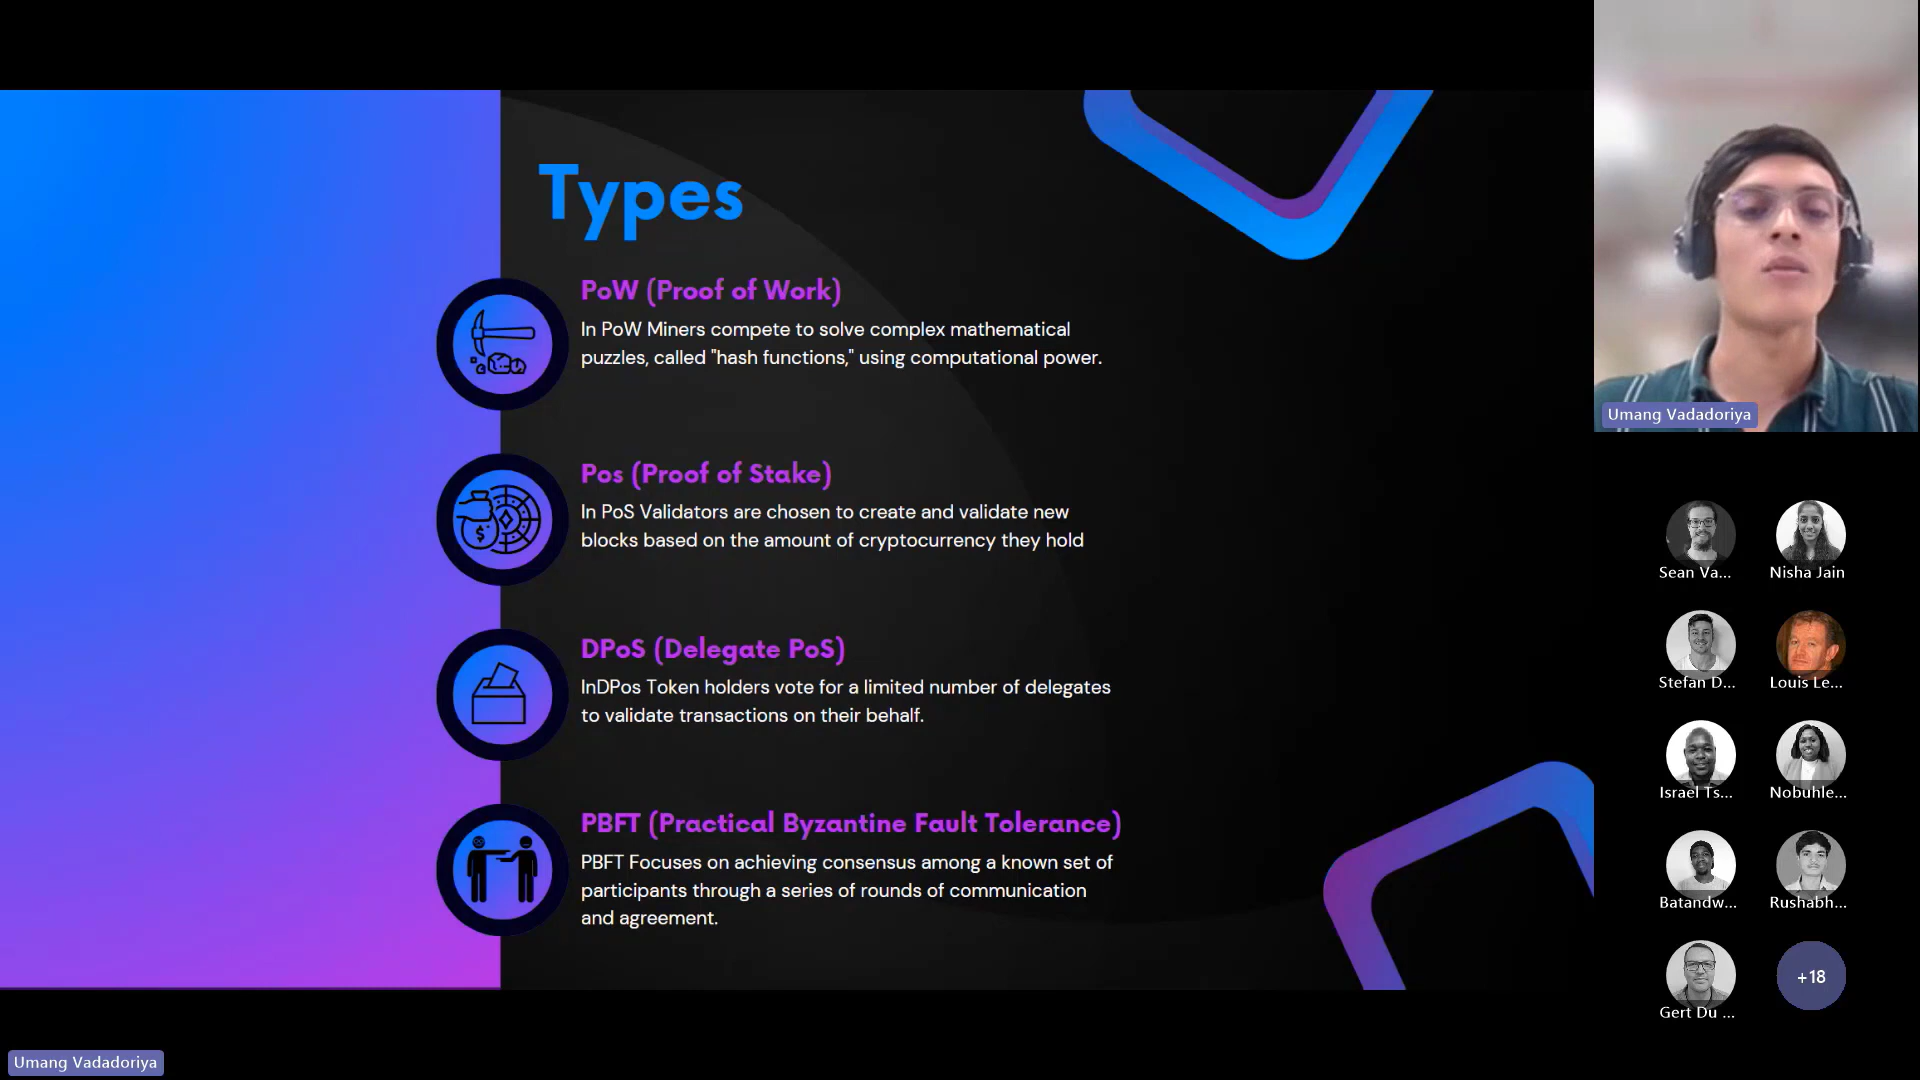 Types
PoW (Proof of Work)
In PoW Miners compete to solve complex mathematical
puzzles, called "hash functions," using computational power.
Pos (Proof of Stake)
In PoS Validators are chosen to create and validate new
blocks based on the amount of cryptocurrency they hold
$
DPoS (Delegate PoS)
InDPos Token holders vote for a limited number of delegates
to validate transactions on their behalf.
PBFT (Practical Byzantine Fault Tolerance)
PBFT Focuses on achieving consensus among a known set of
participants through a series of rounds of communication
and agreement.
Umang Vadadoriya
Sean Va...
Nisha Jain
Stefan D...
Louis Le...
Israel Ts...
Nobuhle...
Batandw...
Rushabh...
Gert Du ...
+18
Umang Vadadoriya